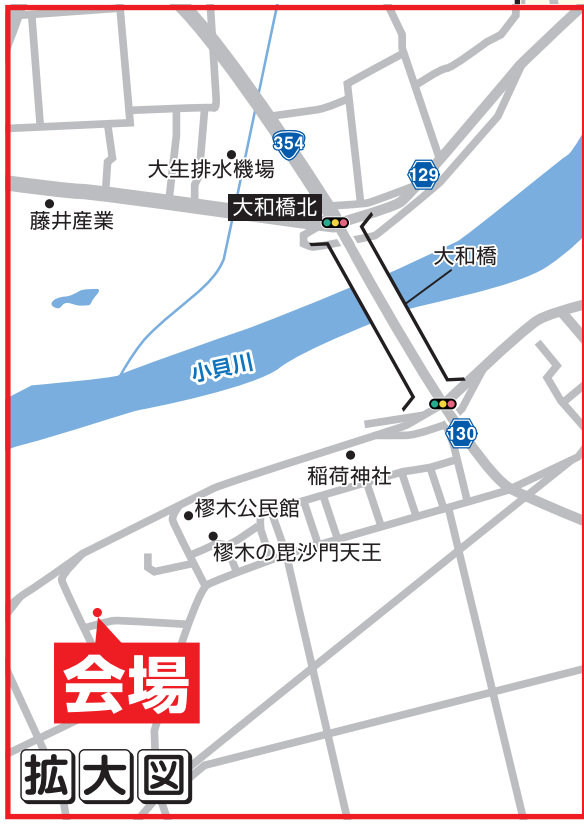 354
大生排水機場
129
大和橋北
藤井産業
大和橋
小貝川
130
稲荷神社
樛木公民館
樛木の毘沙門天王
会場
拡大図